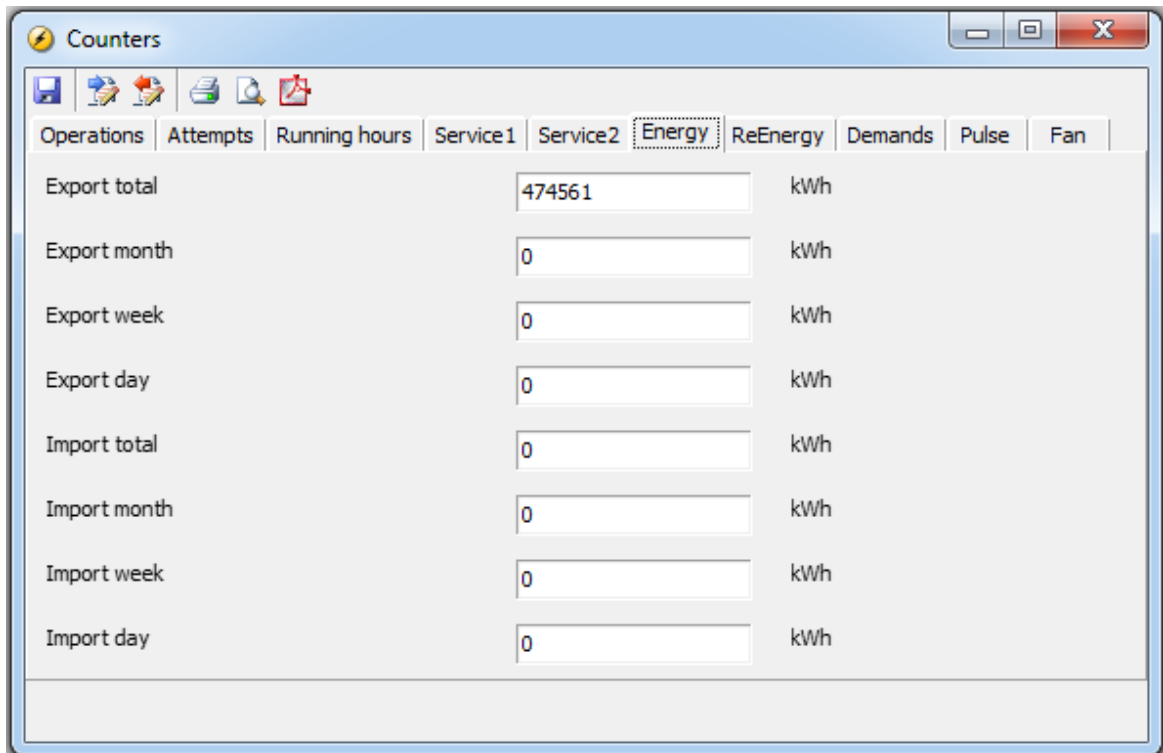 Counters
Operations Attempts Running hours Service1 Service2 Energy ReEnergy Demands Pulse Fan
Export total 474561 kWh
Export month 0 kWh
Export week 0 kWh
Export day 0 kWh
Import total 0 kWh
Import month 0 kWh
Import week 0 kWh
Import day 0 kWh